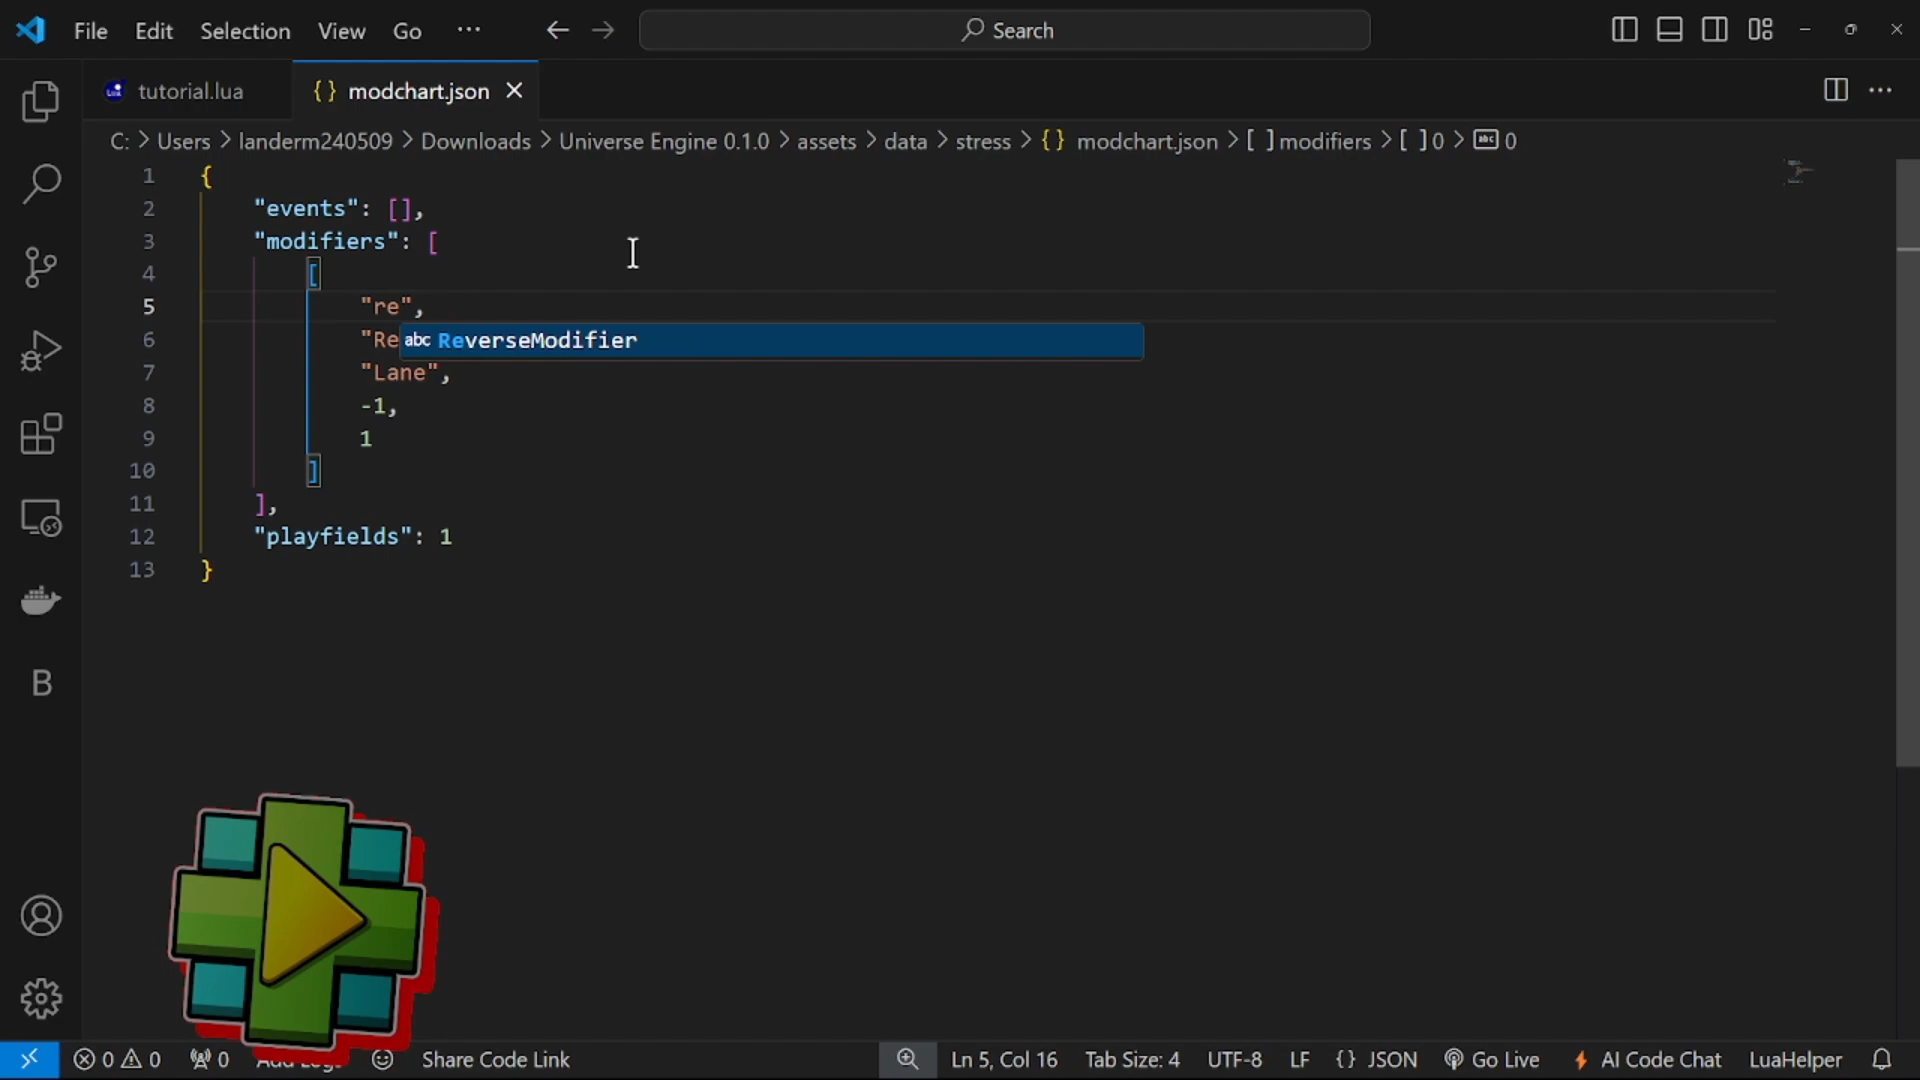 File Edit Selection View Go ··· Search
tutorial.lua {} modchart.json
C: > Users > landerm240509 > Downloads > Universe Engine 0.1.0 > assets > data > stress > {} modchart.json > [ ] modifiers > [ ] 0 > abc 0
1 {
2 "events": [],
3 "modifiers": [
4 [
5 "re",
6 "Re abc ReverseModifier
7 "Lane",
8 -1,
9 1
10 ]
11 ],
12 "playfields": 1
13 }
B
0 0 0 Share Code Link Ln 5, Col 16 Tab Size: 4 UTF-8 LF {} JSON Go Live AI Code Chat LuaHelper